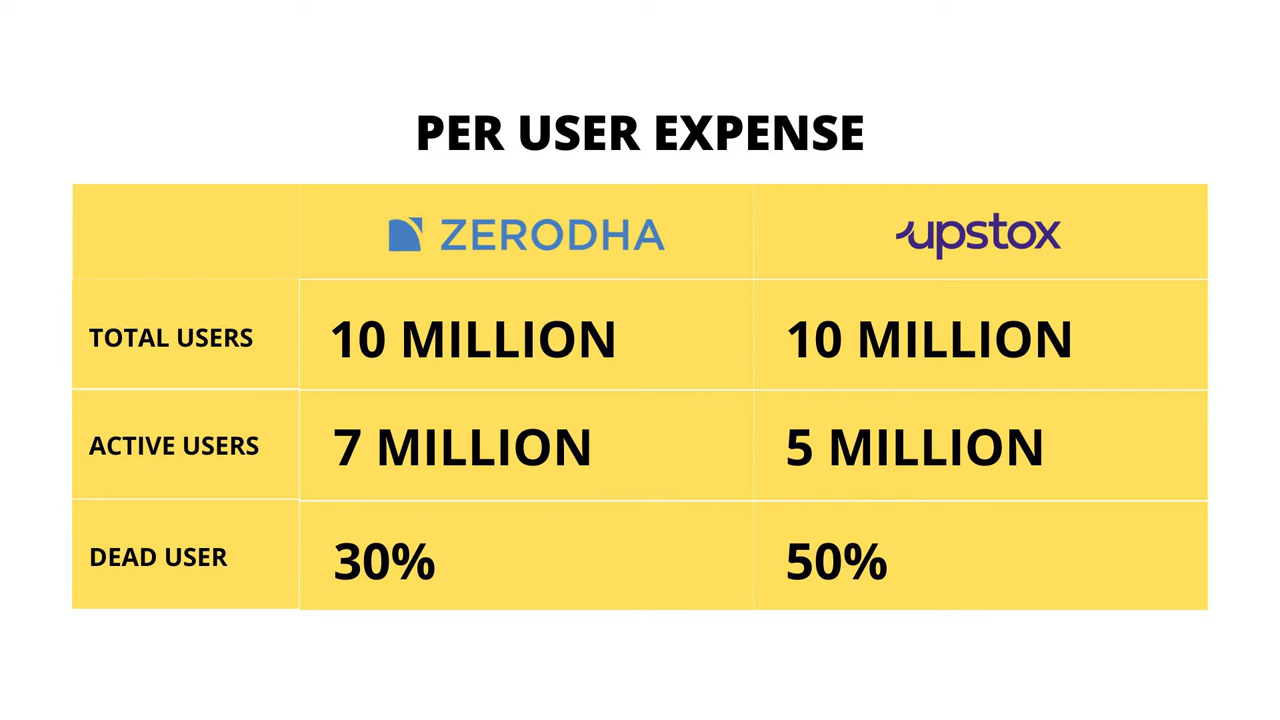 PER USER EXPENSE
ZERODHA upstox
TOTAL USERS 10 MILLION 10 MILLION
ACTIVE USERS 7 MILLION 5 MILLION
DEAD USER 30% 50%